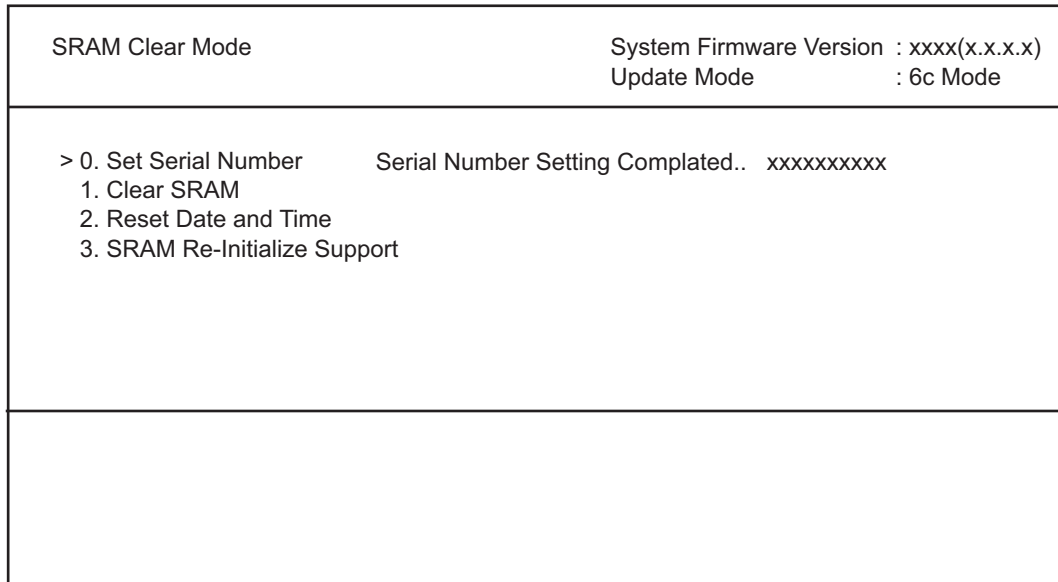 SRAM Clear Mode System Firmware Version : xxxx(x.x.x.x)
Update Mode : 6c Mode
> 0. Set Serial Number Serial Number Setting Complated.. xxxxxxxxxx
1. Clear SRAM
2. Reset Date and Time
3. SRAM Re-Initialize Support